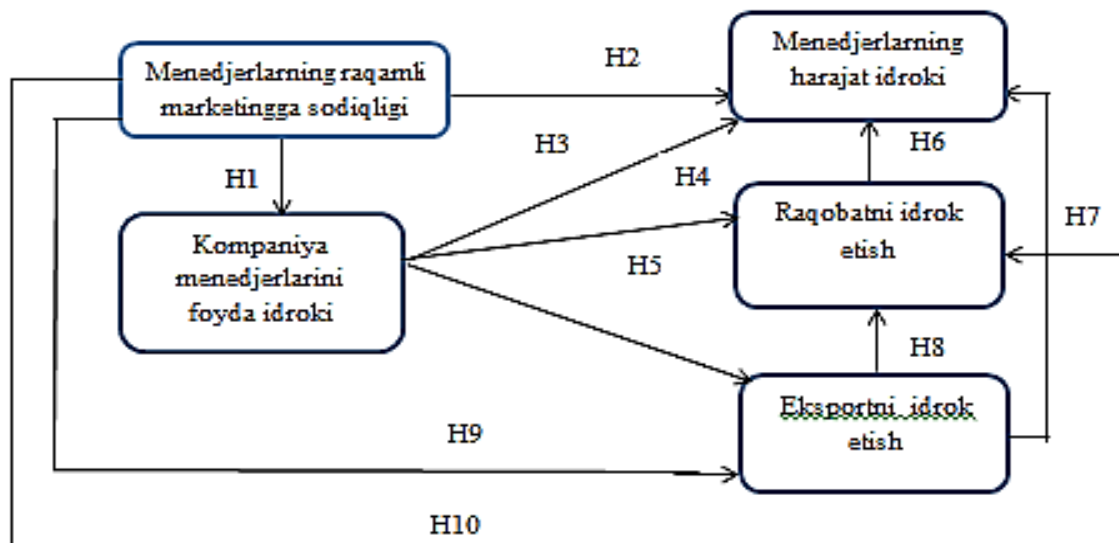 Menedjerlarning raqamli
marketingga sodiqligi
H2
Menedjerlarning
harajat idroki
H1
H3
H6
Kompaniya
menedjerlarini
foyda idroki
H4
H5
Raqobatni idrok
etish
H7
H8
Eksportni idrok
etish
H9
H10